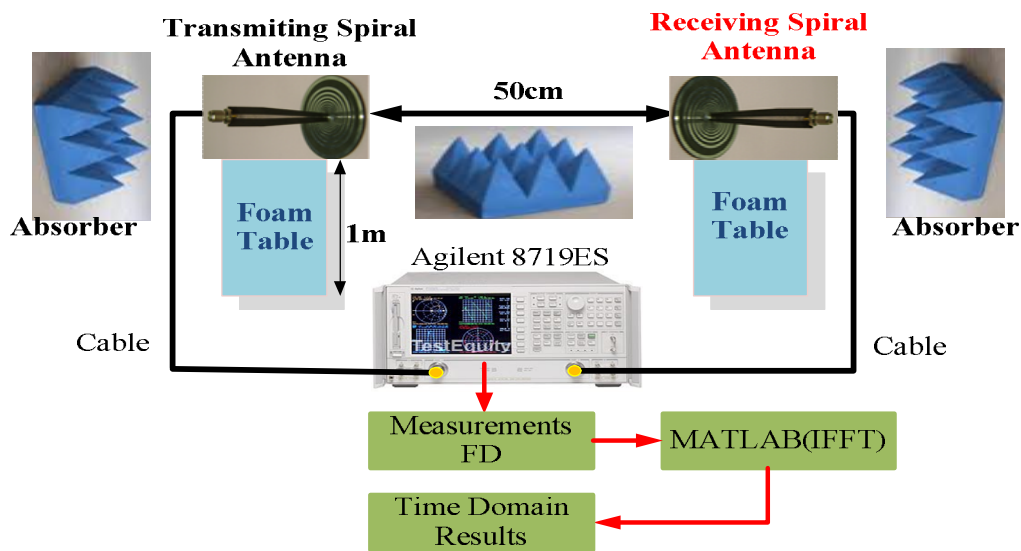 Transmiting Spiral
Antenna
Receiving Spiral
Antenna
50cm
Absorber
Foam
Table
1m
Foam
Table
Absorber
Agilent 8719ES
TestEquity
Cable
Cable
Measurements
FD
MATLAB(IFFT)
Time Domain
Results